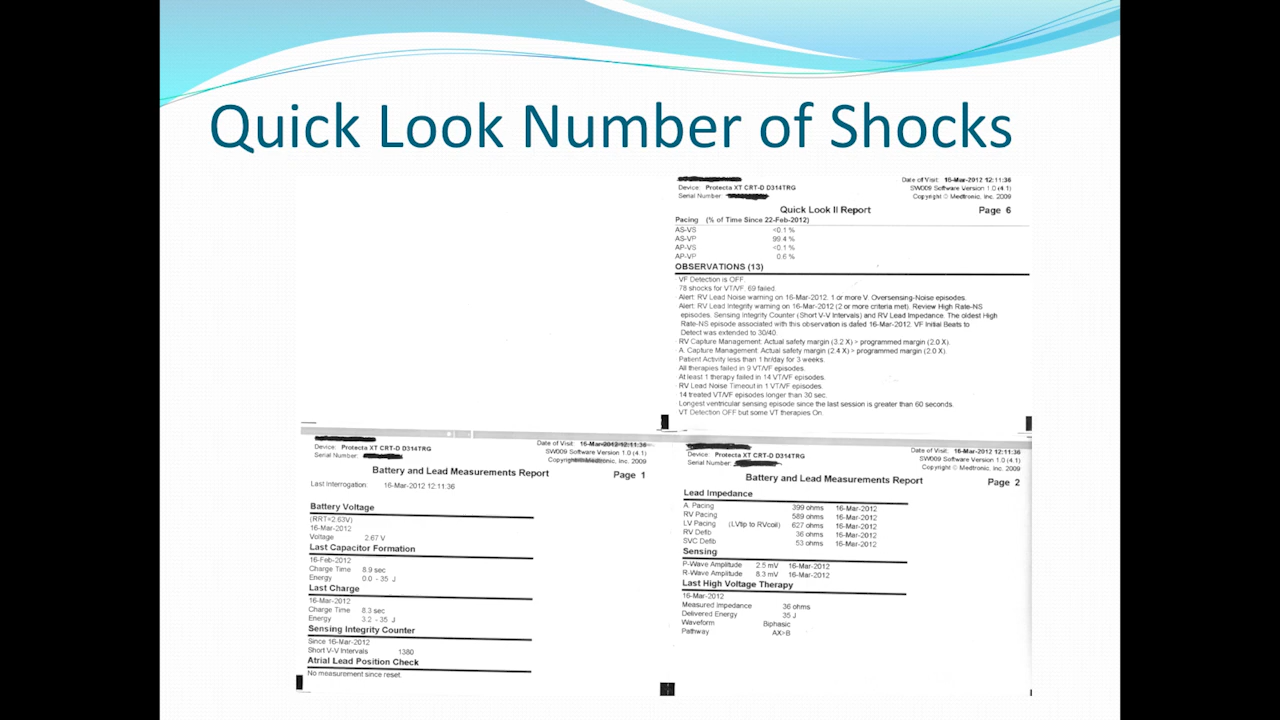 Quick Look Number of Shocks
Device: Protecta XT CRT-D D314TRG
Serial Number:
Date of Visit: 16-Mar-2012 12:11:36
SW009 Software Version 1.0 (4.1)
Copyright © Medtronic, Inc. 2009
Quick Look II Report
Page 6
Pacing (% of Time Since 22-Feb-2012)
AS-VS <0.1 %
AS-VP 99.4 %
AP-VS <0.1 %
AP-VP 0.6 %
OBSERVATIONS (13)
VF Detection is OFF.
78 shocks for VT/VF. 69 failed.
Alert: RV Lead Noise warning on 16-Mar-2012. 1 or more V. Oversensing-Noise episodes.
Alert: RV Lead Integrity warning on 16-Mar-2012 (2 or more criteria met). Review High Rate-NS
episodes. Sensing Integrity Counter (Short V-V Intervals) and RV Lead Impedance. The oldest High
Rate-NS episode associated with this observation is dated 16-Mar-2012. VF Initial Beats to
Detect was extended to 30/40.
RV Capture Management: Actual safety margin (3.2 X) > programmed margin (2.0 X).
A. Capture Management: Actual safety margin (2.4 X) > programmed margin (2.0 X).
Patient Activity less than 1 hr/day for 3 weeks.
All therapies failed in 9 VT/VF episodes.
At least 1 therapy failed in 14 VT/VF episodes.
RV Lead Noise Timeout in 1 VT/VF episodes.
14 treated VT/VF episodes longer than 30 sec.
Longest ventricular sensing episode since the last session is greater than 60 seconds.
VT Detection OFF but some VT therapies On.
Device: Protecta XT CRT-D D314TRG
Serial Number:
Date of Visit: 16-Mar-2012 12:11:36
SW009 Software Version 1.0 (4.1)
Copyright © Medtronic, Inc. 2009
Battery and Lead Measurements Report
Page 1
Last Interrogation: 16-Mar-2012 12:11:36
Battery Voltage
(RRT=2.63V)
16-Mar-2012
Voltage 2.67 V
Last Capacitor Formation
16-Feb-2012
Charge Time 8.9 sec
Energy 0.0 - 35 J
Last Charge
16-Mar-2012
Charge Time 8.3 sec
Energy 3.2 - 35 J
Sensing Integrity Counter
Since 16-Mar-2012
Short V-V Intervals 1380
Atrial Lead Position Check
No measurement since reset.
Device: Protecta XT CRT-D D314TRG
Serial Number:
Date of Visit: 16-Mar-2012 12:11:36
SW009 Software Version 1.0 (4.1)
Copyright © Medtronic, Inc. 2009
Battery and Lead Measurements Report
Page 2
Lead Impedance
A. Pacing 399 ohms 16-Mar-2012
RV Pacing 589 ohms 16-Mar-2012
LV Pacing (LVtip to RVcoil) 627 ohms 16-Mar-2012
RV Defib 36 ohms 16-Mar-2012
SVC Defib 53 ohms 16-Mar-2012
Sensing
P-Wave Amplitude 2.5 mV 16-Mar-2012
R-Wave Amplitude 8.3 mV 16-Mar-2012
Last High Voltage Therapy
16-Mar-2012
Measured Impedance 36 ohms
Delivered Energy 35 J
Waveform Biphasic
Pathway AX>B